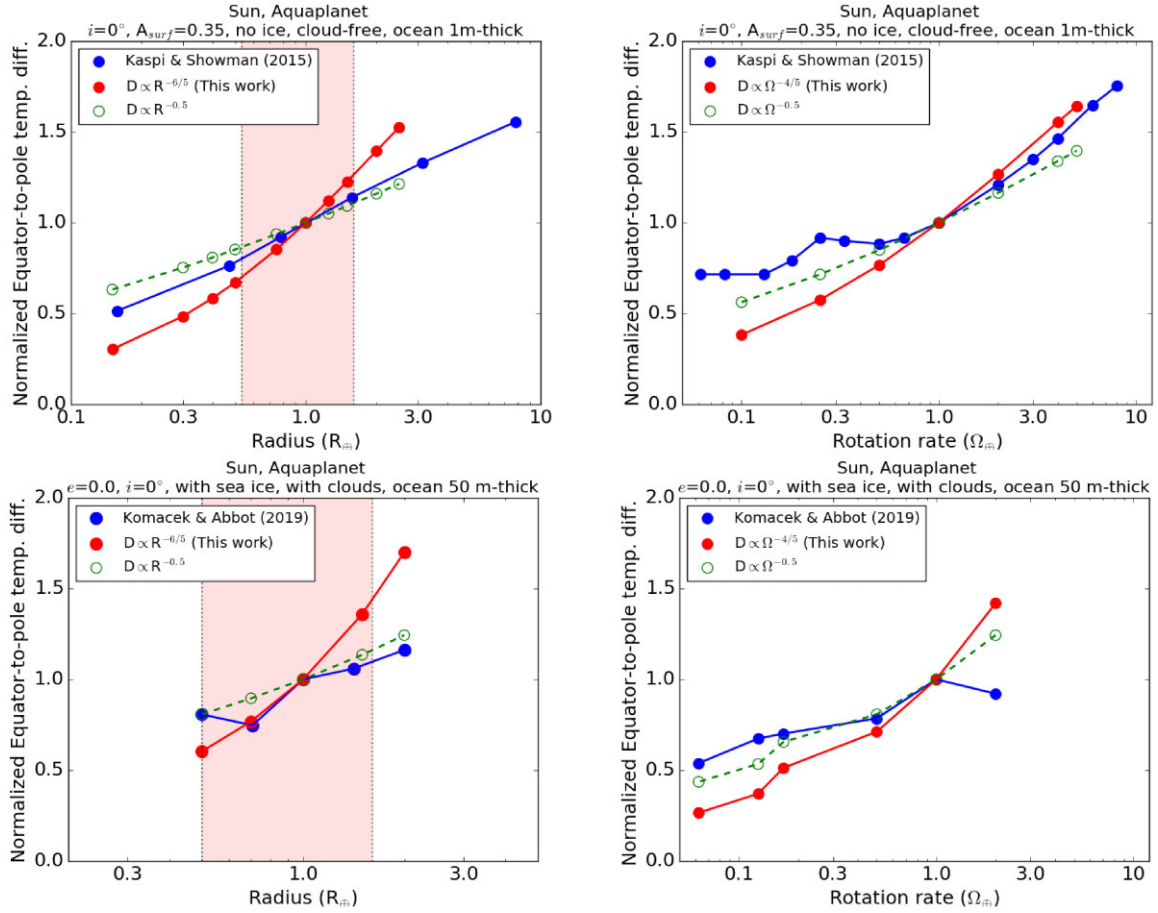 Sun, Aquaplanet
i=0°, A_surf=0.35, no ice, cloud-free, ocean 1m-thick
Normalized Equator-to-pole temp. diff.
2.0
1.5
1.0
0.5
0.0
Kaspi & Showman (2015)
D∝R^−6/5 (This work)
D∝R^−0.5
0.1
0.3
1.0
3.0
10
Radius (R⊕)
Sun, Aquaplanet
i=0°, A_surf=0.35, no ice, cloud-free, ocean 1m-thick
Normalized Equator-to-pole temp. diff.
2.0
1.5
1.0
0.5
0.0
Kaspi & Showman (2015)
D∝Ω^−4/5 (This work)
D∝Ω^−0.5
0.1
0.3
1.0
3.0
10
Rotation rate (Ω⊕)
Sun, Aquaplanet
e=0.0, i=0°, with sea ice, with clouds, ocean 50 m-thick
Normalized Equator-to-pole temp. diff.
2.0
1.5
1.0
0.5
0.0
Komacek & Abbot (2019)
D∝R^−6/5 (This work)
D∝R^−0.5
0.3
1.0
3.0
Radius (R⊕)
Sun, Aquaplanet
e=0.0, i=0°, with sea ice, with clouds, ocean 50 m-thick
Normalized Equator-to-pole temp. diff.
2.0
1.5
1.0
0.5
0.0
Komacek & Abbot (2019)
D∝Ω^−4/5 (This work)
D∝Ω^−0.5
0.1
0.3
1.0
3.0
10
Rotation rate (Ω⊕)